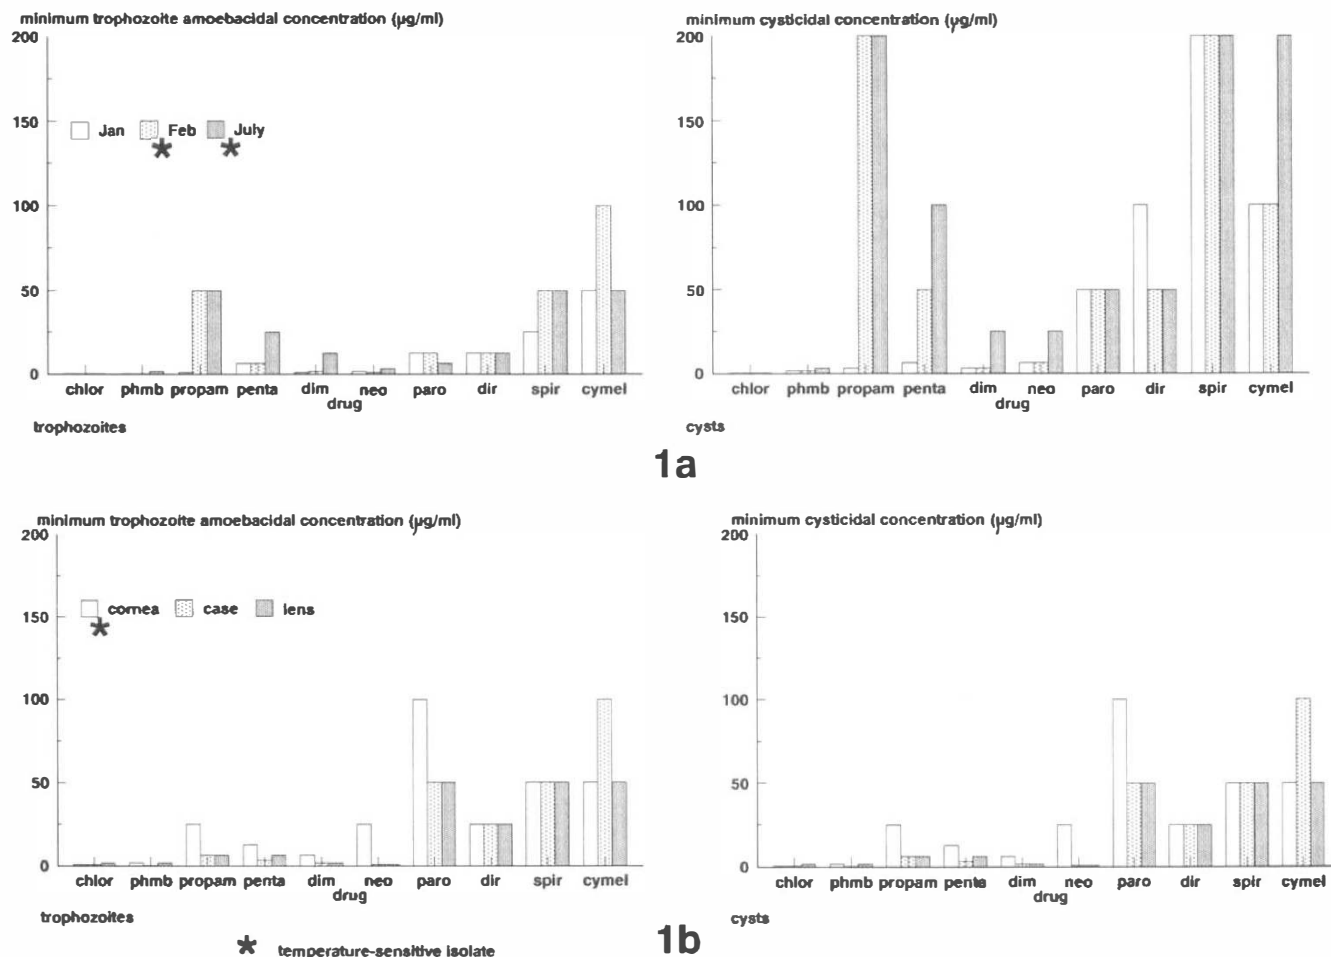 minimum trophozoite amoebacidal concentration (µg/ml)
200
150
100
50
0
Jan Feb July
* *
chlor phmb propam penta dim neo paro dir spir cymel
drug
trophozoites
minimum cysticidal concentration (µg/ml)
200
150
100
50
0
chlor phmb propam penta dim neo paro dir spir cymel
drug
cysts
1a
minimum trophozoite amoebacidal concentration (µg/ml)
200
150
100
50
0
cornea case lens
*
chlor phmb propam penta dim neo paro dir spir cymel
drug
trophozoites
minimum cysticidal concentration (µg/ml)
200
150
100
50
0
chlor phmb propam penta dim neo paro dir spir cymel
drug
cysts
1b
* temperature-sensitive isolate